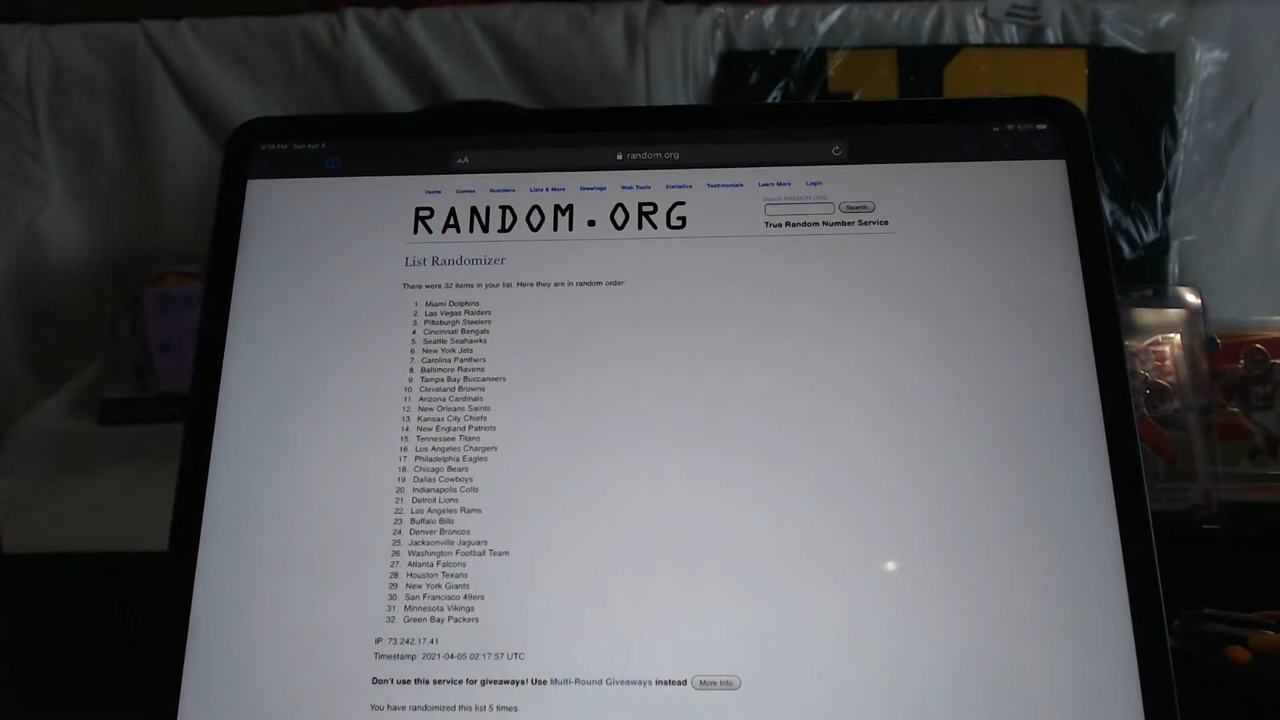 Sun Apr 4
AA
random.org
Home Games Numbers Lists & More Drawings Web Tools Statistics Testimonials Learn More Login
RANDOM.ORG
Search RANDOM.ORG
Search
True Random Number Service
List Randomizer
There were 32 items in your list. Here they are in random order:
1. Miami Dolphins
2. Las Vegas Raiders
3. Pittsburgh Steelers
4. Cincinnati Bengals
5. Seattle Seahawks
6. New York Jets
7. Carolina Panthers
8. Baltimore Ravens
9. Tampa Bay Buccaneers
10. Cleveland Browns
11. Arizona Cardinals
12. New Orleans Saints
13. Kansas City Chiefs
14. New England Patriots
15. Tennessee Titans
16. Los Angeles Chargers
17. Philadelphia Eagles
18. Chicago Bears
19. Dallas Cowboys
20. Indianapolis Colts
21. Detroit Lions
22. Los Angeles Rams
23. Buffalo Bills
24. Denver Broncos
25. Jacksonville Jaguars
26. Washington Football Team
27. Atlanta Falcons
28. Houston Texans
29. New York Giants
30. San Francisco 49ers
31. Minnesota Vikings
32. Green Bay Packers
IP: 73.242.17.41
Timestamp: 2021-04-05 02:17:57 UTC
Don't use this service for giveaways! Use Multi-Round Giveaways instead More Info
You have randomized this list 5 times.